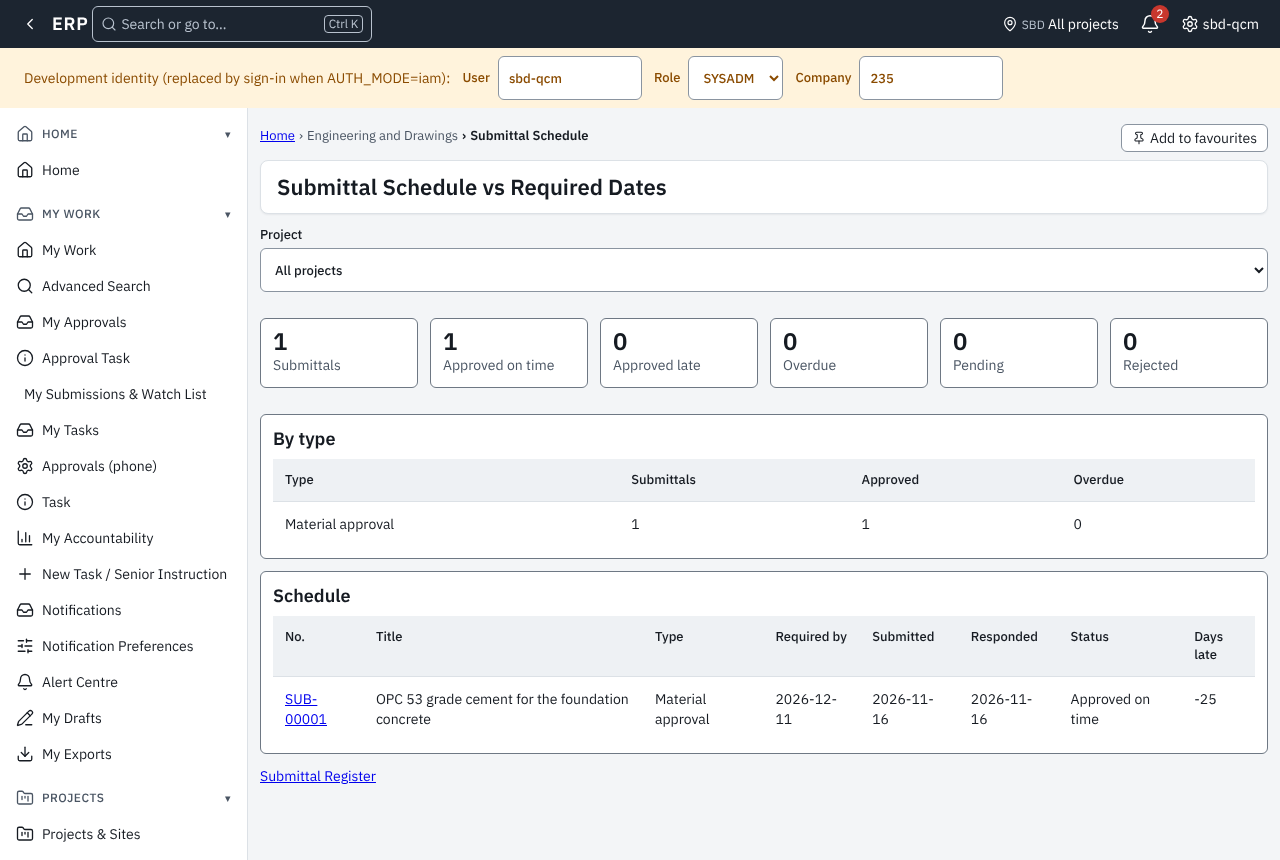 ERP
Search or go to...
Ctrl K
SBD All projects
2
sbd-qcm
Development identity (replaced by sign-in when AUTH_MODE=iam):
User
sbd-qcm
Role
SYSADM
Company
235
HOME
Home
MY WORK
My Work
Advanced Search
My Approvals
Approval Task
My Submissions & Watch List
My Tasks
Approvals (phone)
Task
My Accountability
New Task / Senior Instruction
Notifications
Notification Preferences
Alert Centre
My Drafts
My Exports
PROJECTS
Projects & Sites
Home › Engineering and Drawings › Submittal Schedule
Add to favourites
Submittal Schedule vs Required Dates
Project
All projects
1
Submittals
1
Approved on time
0
Approved late
0
Overdue
0
Pending
0
Rejected
By type
Type Submittals Approved Overdue
Material approval 1 1 0
Schedule
No. Title Type Required by Submitted Responded Status Days
late
SUB- OPC 53 grade cement for the foundation Material 2026-12- 2026-11- 2026-11- Approved on -25
00001 concrete approval 11 16 16 time
Submittal Register